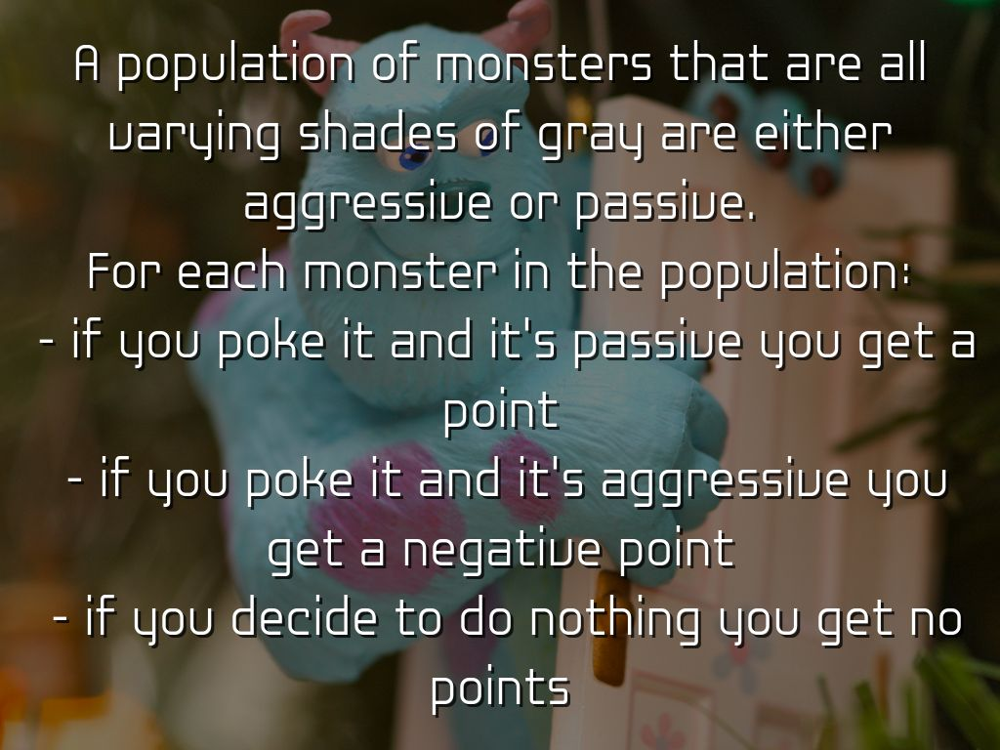 A population of monsters that are all
varying shades of gray are either
aggressive or passive.
For each monster in the population:
- if you poke it and it's passive you get a
point
- if you poke it and it's aggressive you
get a negative point
- if you decide to do nothing you get no
points